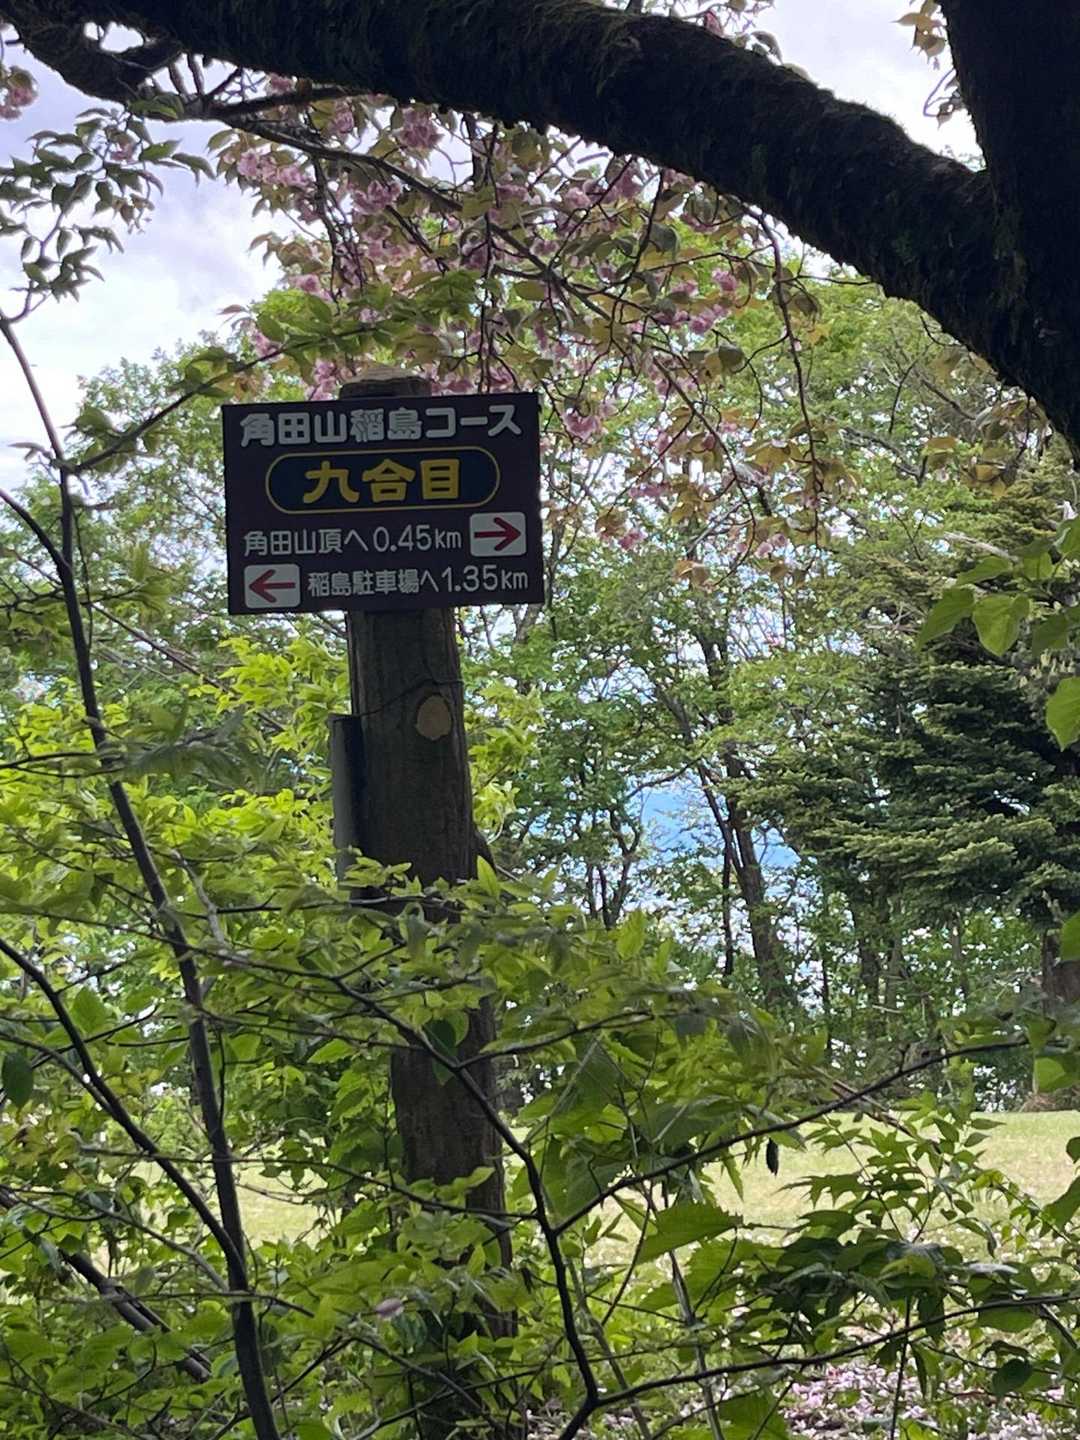 角田山稲島コース
九合目
角田山頂へ0.45km →
← 稲島駐車場へ1.35km